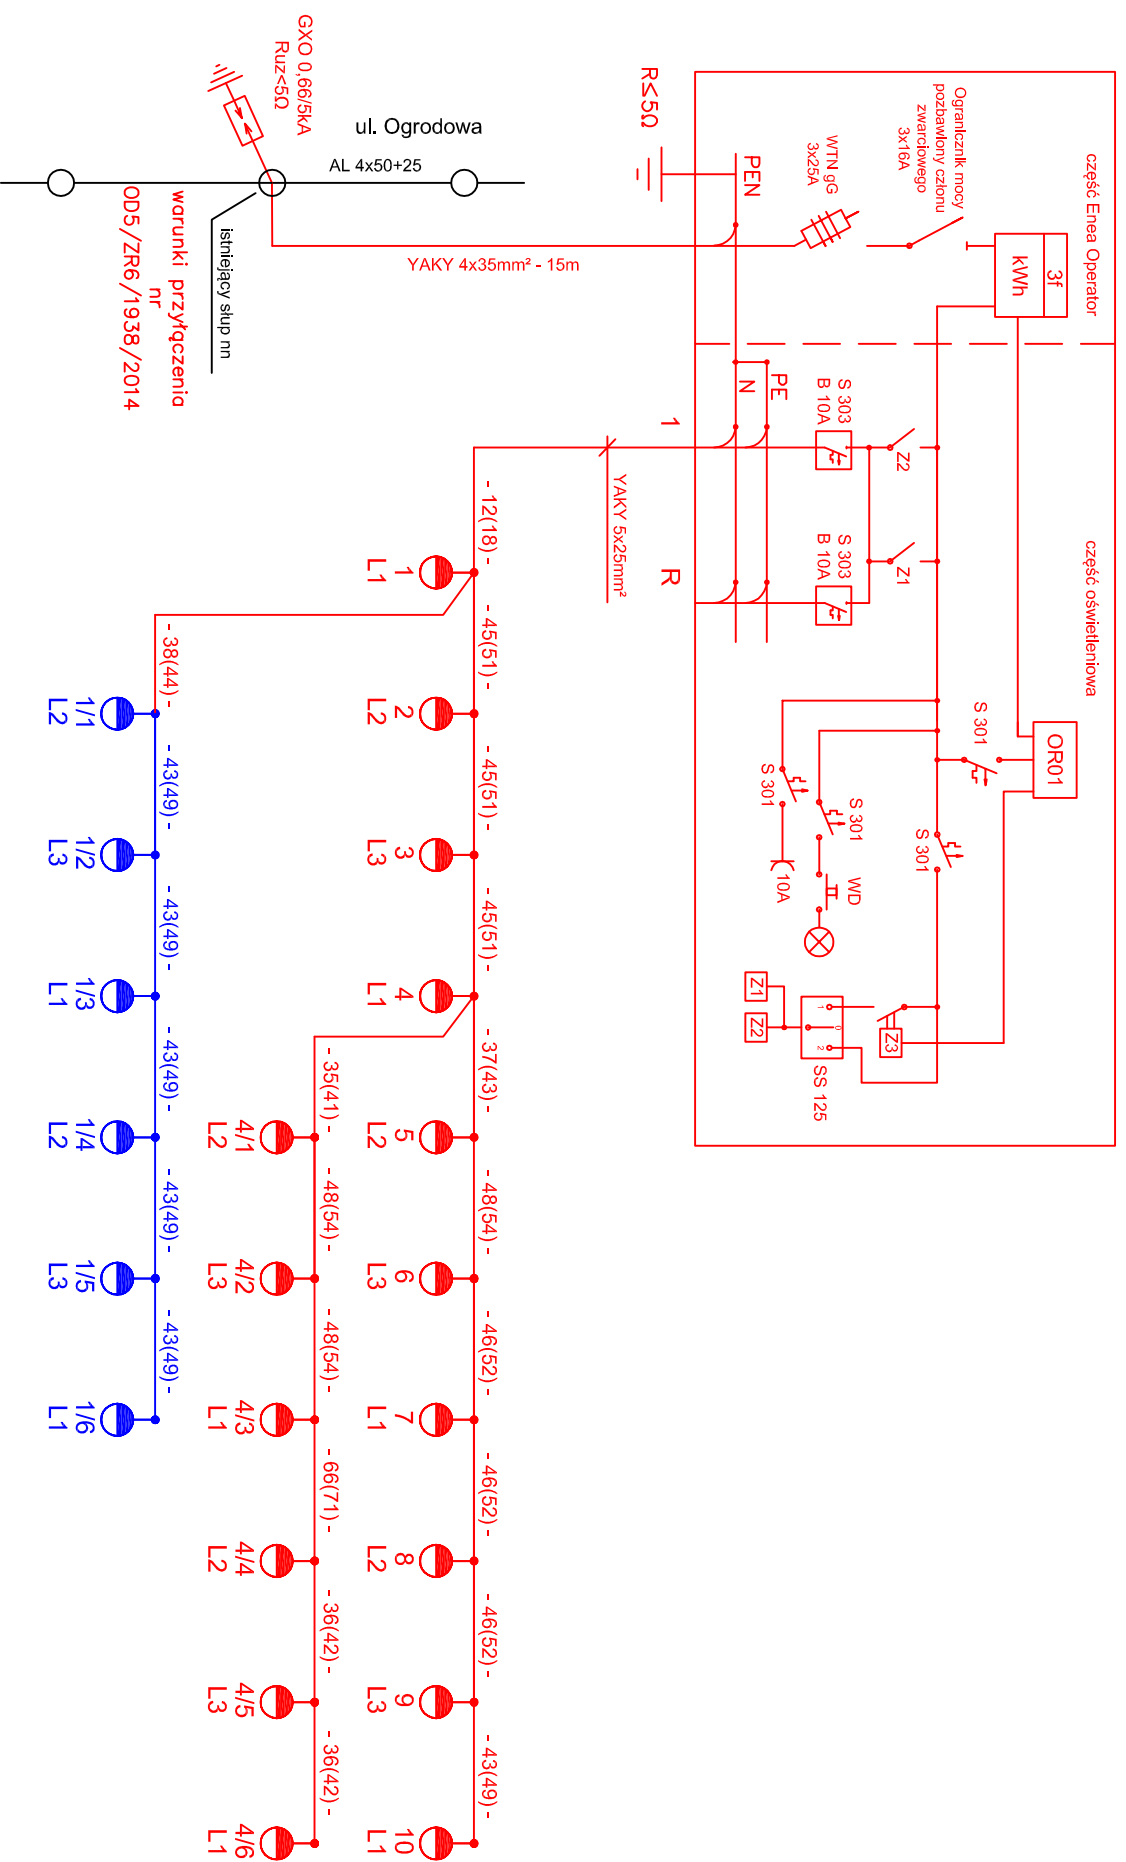 część Enea Operator
część oświetleniowa
3f
kWh
Ogranicznik mocy
pozbawiony członu
zwarciowego
3x16A
WTN gG
3x25A
PEN
R≤5Ω
PE
N
S 303
B 10A
Z2
S 303
B 10A
Z1
1
R
OR01
S 301
S 301
S 301
S 301
WD
10A
Z1
Z2
1
0
2
Z3
SS 125
GXO 0,66/5kA
Ruz<5Ω
ul. Ogrodowa
AL 4x50+25
YAKY 4x35mm² - 15m
istniejący słup nn
warunki przyłączenia
nr
OD5/ZR6/1938/2014
YAKY 5x25mm²
- 12(18) -
- 45(51) -
- 45(51) -
- 45(51) -
- 37(43) -
- 48(54) -
- 46(52) -
- 46(52) -
- 46(52) -
- 43(49) -
1
L1
2
L2
3
L3
4
L1
5
L2
6
L3
7
L1
8
L2
9
L3
10
L1
- 35(41) -
- 48(54) -
- 48(54) -
- 66(71) -
- 36(42) -
- 36(42) -
4/1
L2
4/2
L3
4/3
L1
4/4
L2
4/5
L3
4/6
L1
- 38(44) -
- 43(49) -
- 43(49) -
- 43(49) -
- 43(49) -
- 43(49) -
1/1
L2
1/2
L3
1/3
L1
1/4
L2
1/5
L3
1/6
L1